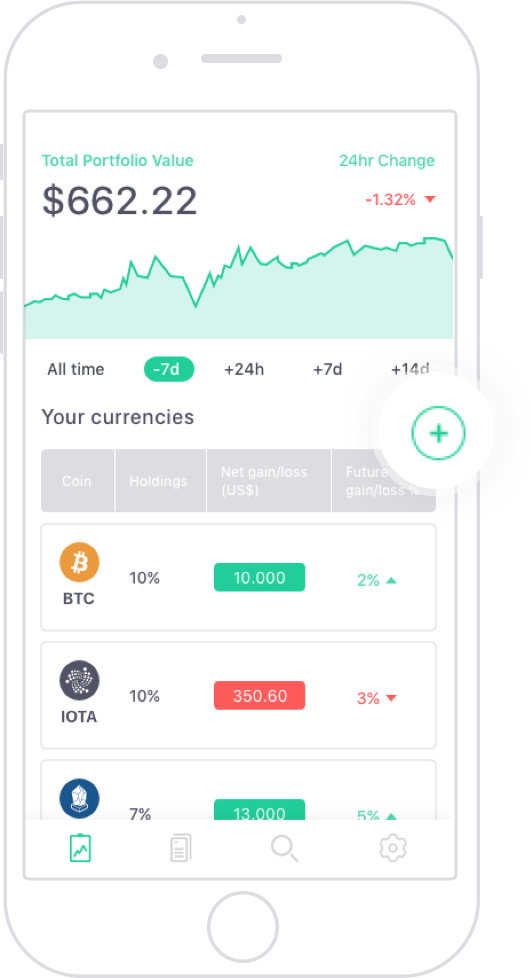 Total Portfolio Value 24hr Change
$662.22 -1.32%
All time -7d +24h +7d +14d
Your currencies
Coin Holdings Net gain/loss (US$) Future gain/loss %
BTC 10% 10.000 2%
IOTA 10% 350.60 3%
7% 13.000 5%